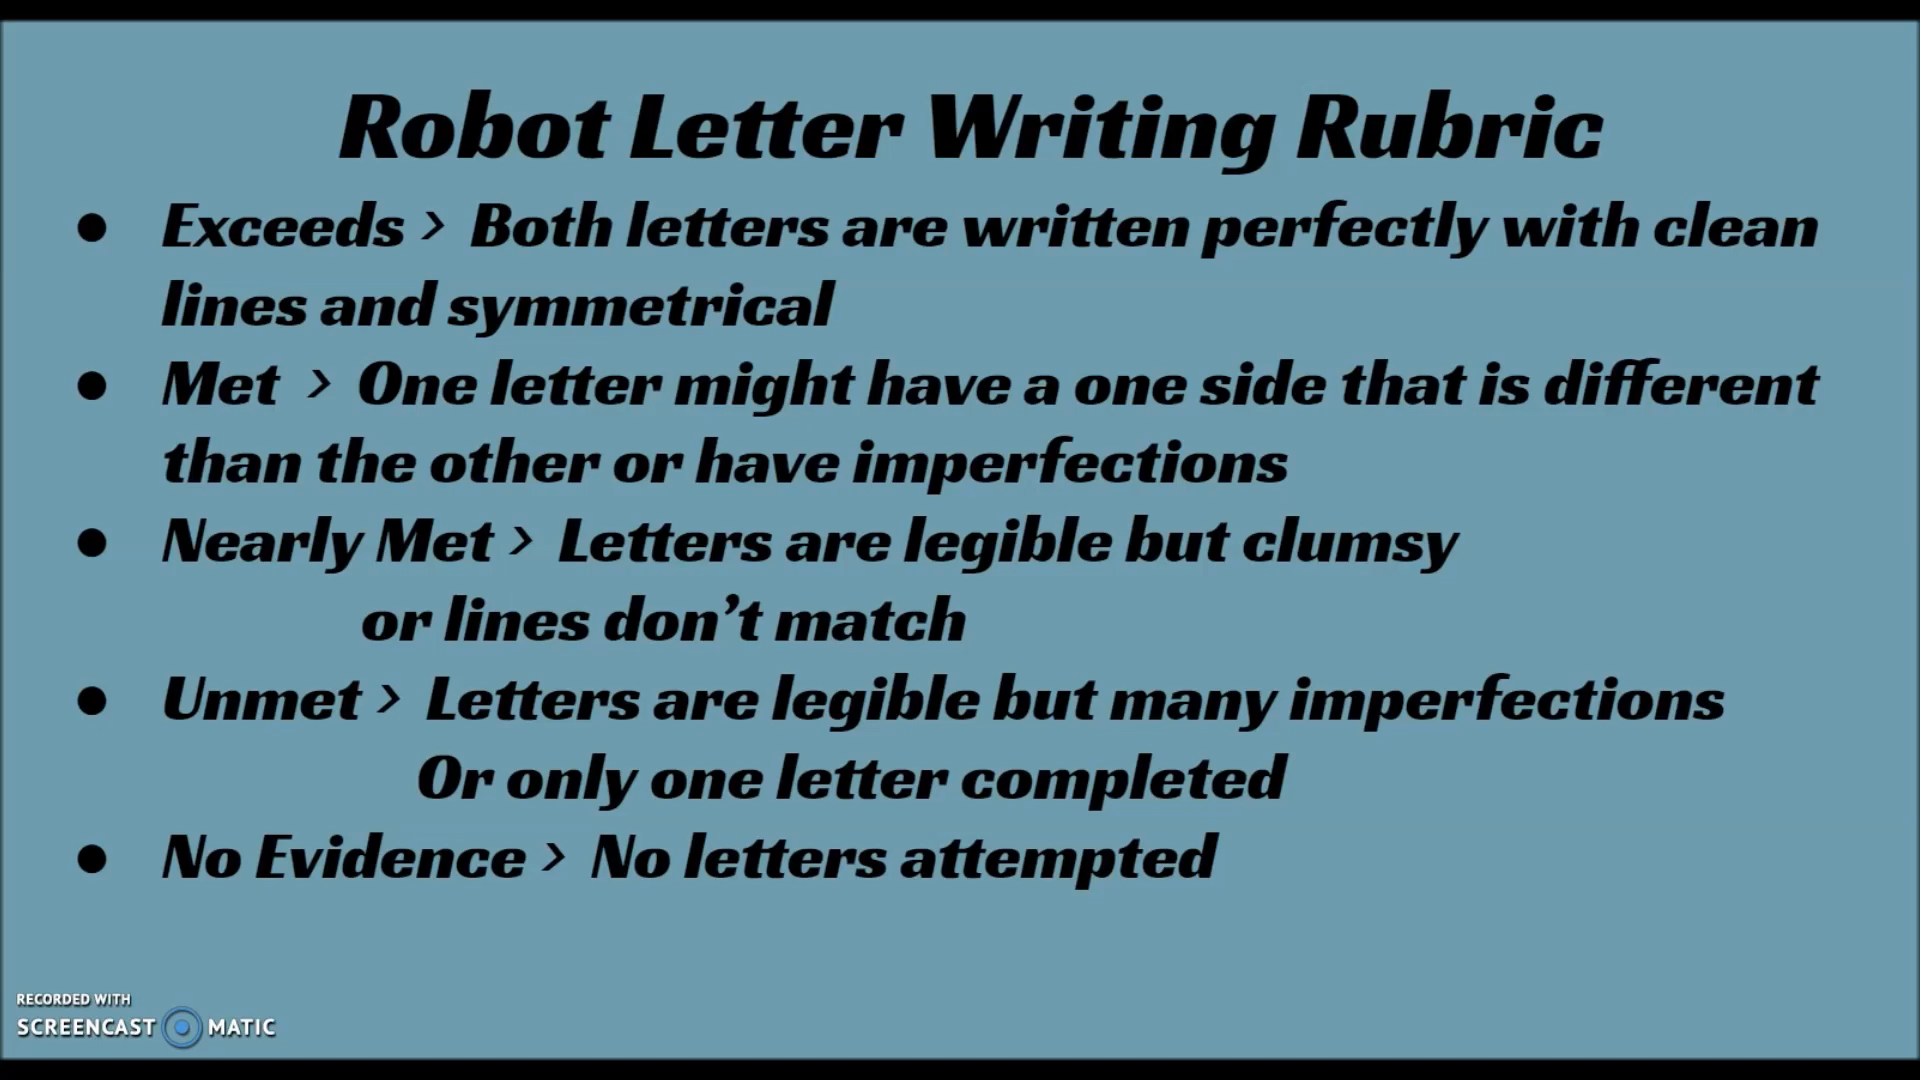 Robot Letter Writing Rubric
● Exceeds > Both letters are written perfectly with clean
lines and symmetrical
● Met > One letter might have a one side that is different
than the other or have imperfections
● Nearly Met > Letters are legible but clumsy
or lines don’t match
● Unmet > Letters are legible but many imperfections
Or only one letter completed
● No Evidence > No letters attempted
RECORDED WITH
SCREENCAST MATIC